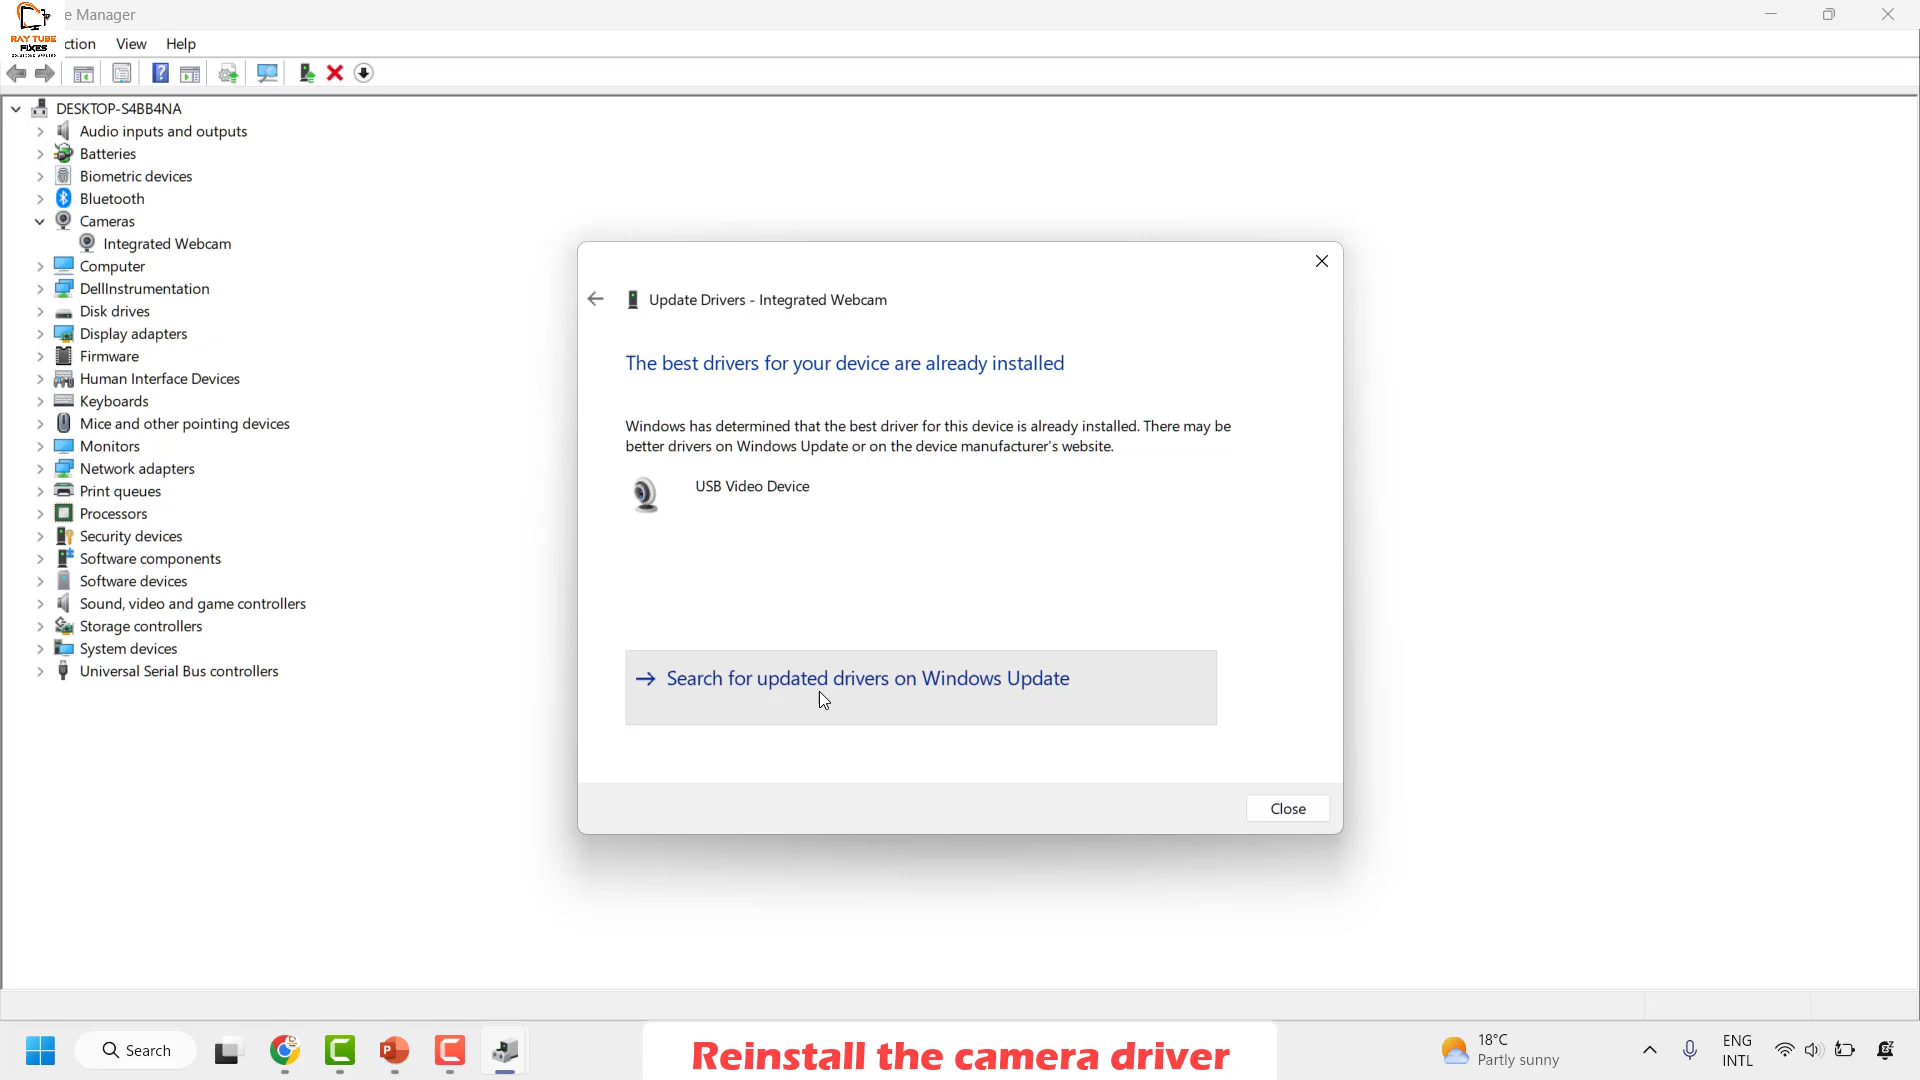 RAY TUBE
FIXES
e Manager
ction View Help
DESKTOP-S4BB4NA
Audio inputs and outputs
Batteries
Biometric devices
Bluetooth
Cameras
Integrated Webcam
Computer
DellInstrumentation
Disk drives
Display adapters
Firmware
Human Interface Devices
Keyboards
Mice and other pointing devices
Monitors
Network adapters
Print queues
Processors
Security devices
Software components
Software devices
Sound, video and game controllers
Storage controllers
System devices
Universal Serial Bus controllers
Update Drivers - Integrated Webcam
The best drivers for your device are already installed
Windows has determined that the best driver for this device is already installed. There may be
better drivers on Windows Update or on the device manufacturer's website.
USB Video Device
Search for updated drivers on Windows Update
Close
Search
Reinstall the camera driver
18°C
Partly sunny
ENG
INTL